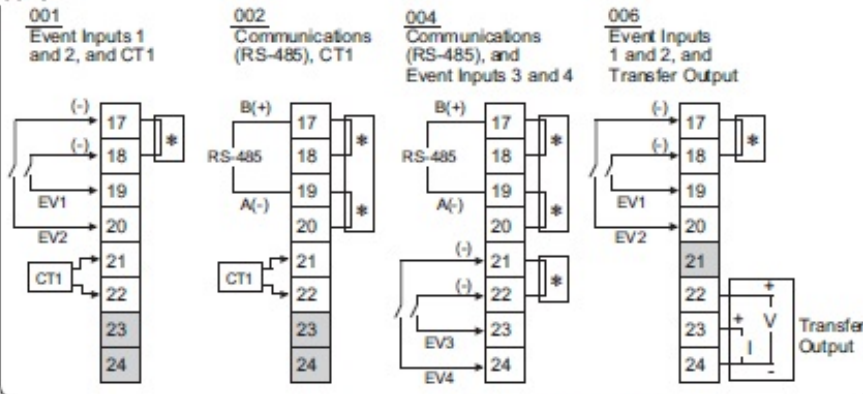 001
Event Inputs 1
and 2, and CT1
(-)
17
*
(-)
18
19
EV1
20
EV2
21
CT1
22
23
24
002
Communications
(RS-485), CT1
B(+)
17
*
RS-485
18
19
A(-)
*
20
21
CT1
22
23
24
004
Communications
(RS-485), and
Event Inputs 3 and 4
B(+)
17
*
RS-485
18
19
A(-)
*
20
(-)
21
*
(-)
22
23
EV3
24
EV4
006
Event Inputs
1 and 2, and
Transfer Output
(-)
17
*
(-)
18
19
EV1
20
EV2
21
22
+
23
+
V
Transfer
Output
I
24
-